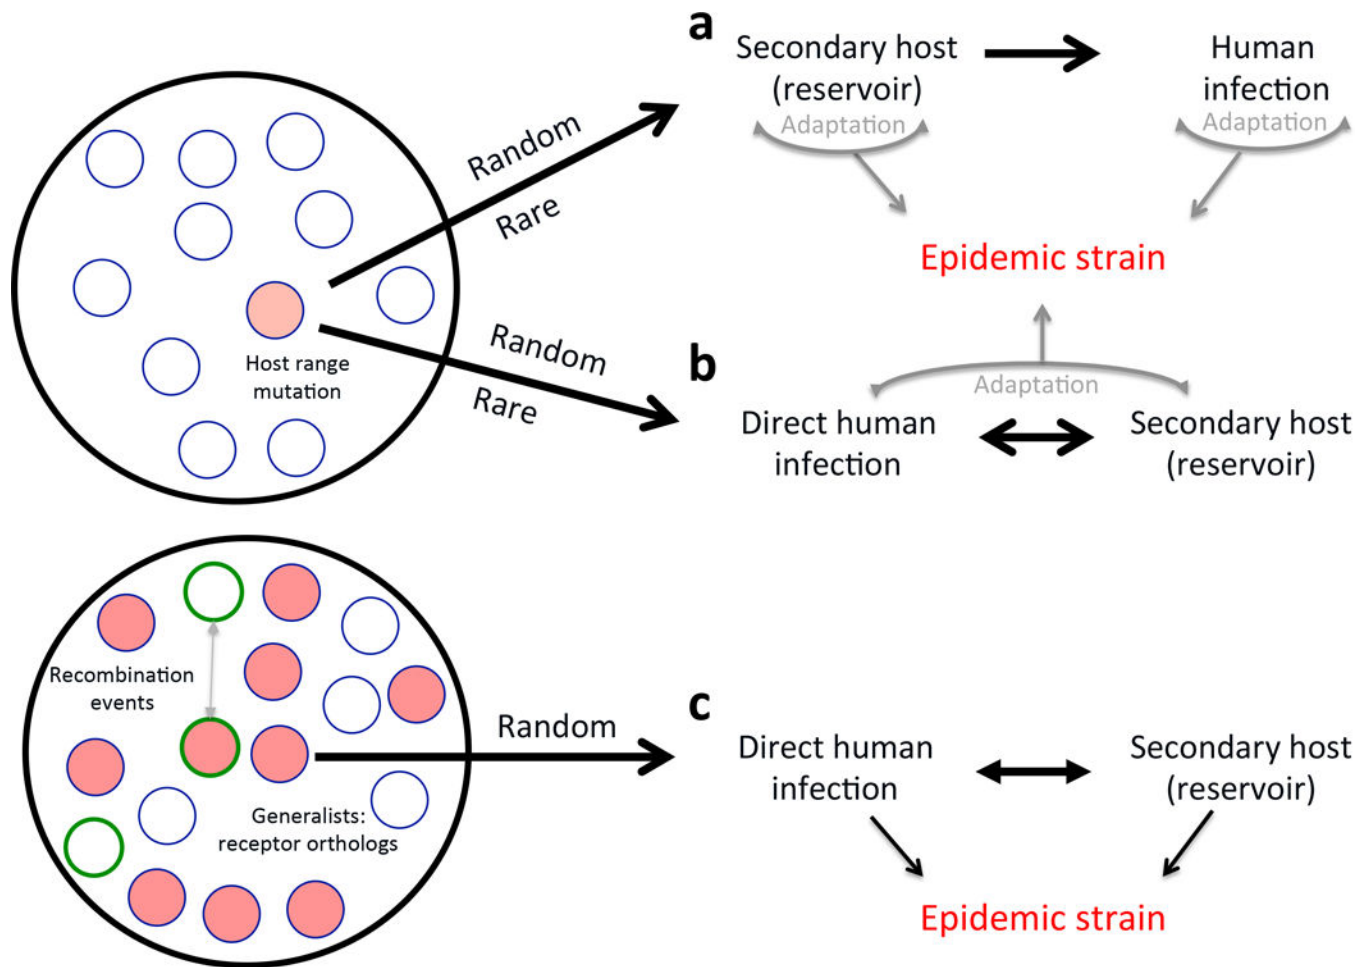 a
Secondary host
(reservoir)
Human
infection
Adaptation
Adaptation
Random
Rare
Epidemic strain
Host range
mutation
Random
Rare
b
Adaptation
Direct human
infection
Secondary host
(reservoir)
Recombination
events
Generalists:
receptor orthologs
Random
c
Direct human
infection
Secondary host
(reservoir)
Epidemic strain